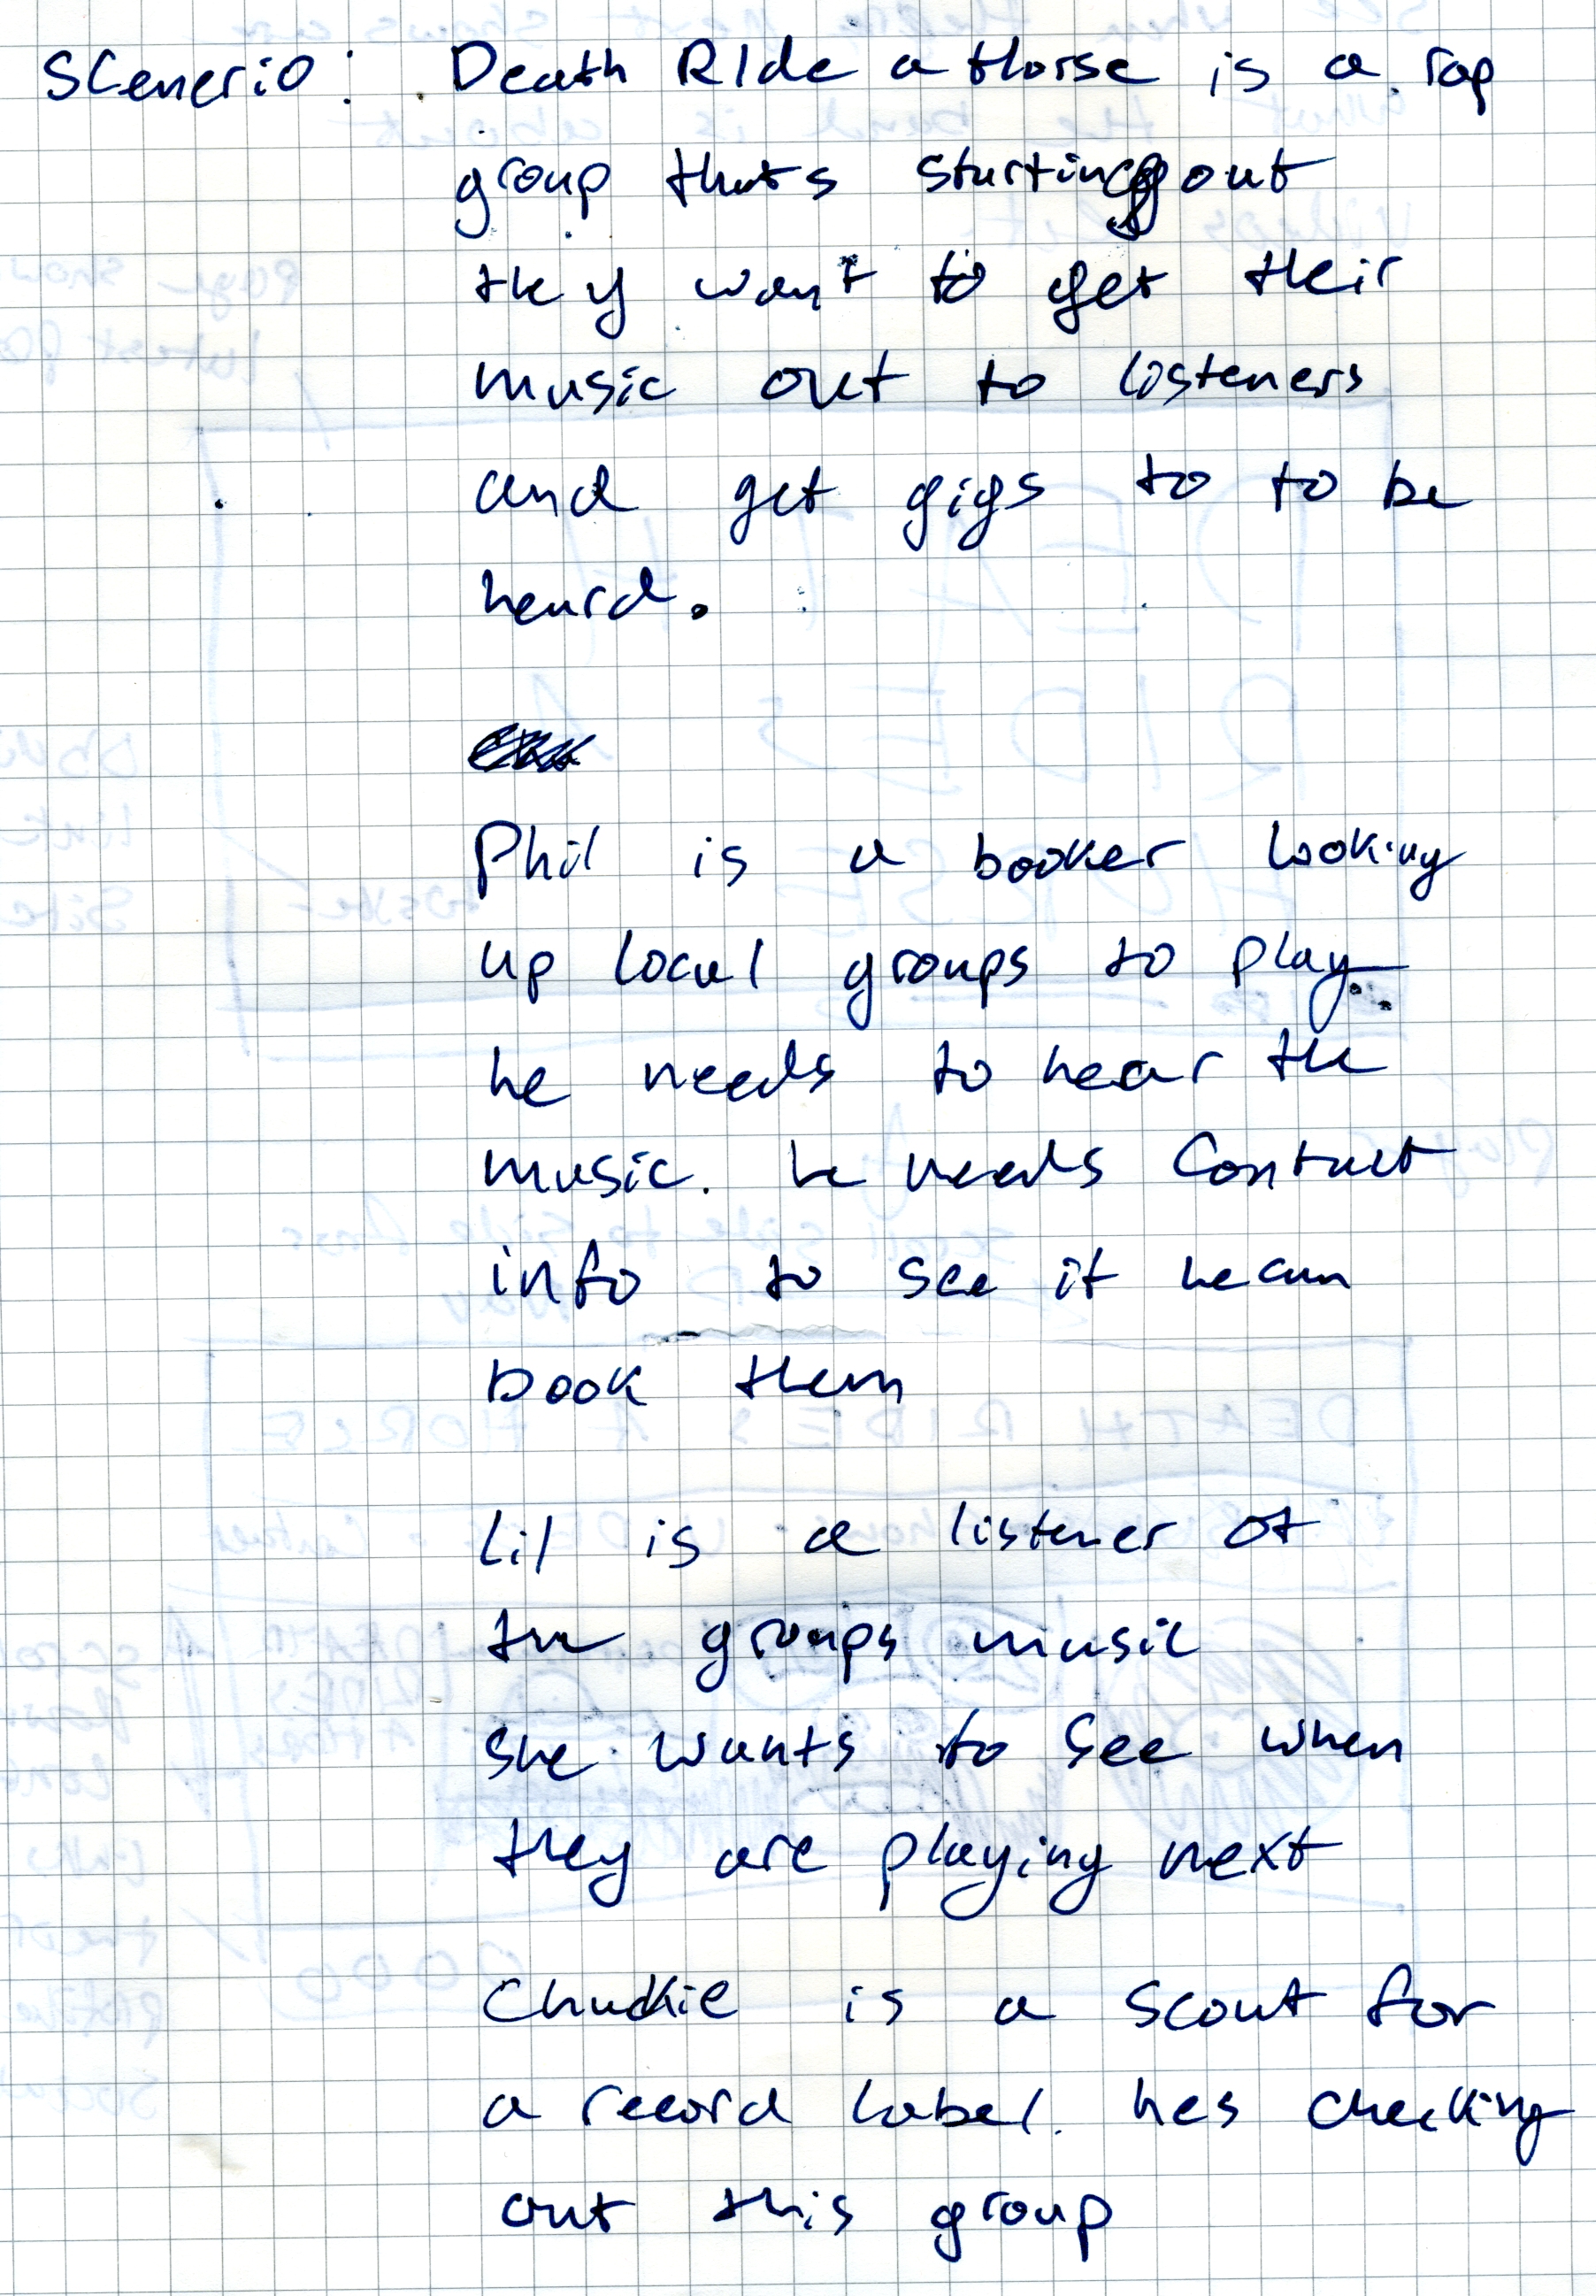 SCenerio: Death RIde a Horse is a rap
group thats starting out
they want to get their
music out to listeners
and get gigs to to be
heard.
Phil is a booker looking
up local groups to play.
he needs to hear the
music. he needs Contact
info to see if he can
book them
Lil is a listener of
the groups music
she wants to see when
they are playing next
Chuckie is a scout for
a record label. hes checking
out this group